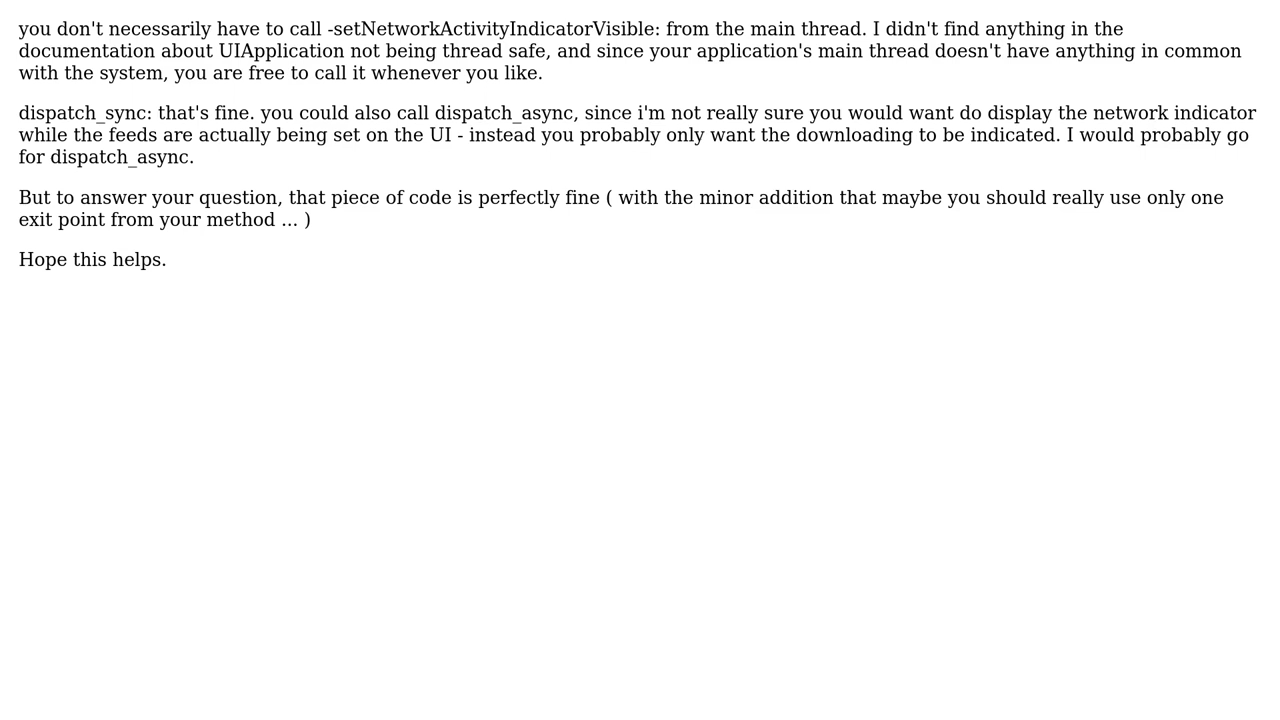 you don't necessarily have to call -setNetworkActivityIndicatorVisible: from the main thread. I didn't find anything in the
documentation about UIApplication not being thread safe, and since your application's main thread doesn't have anything in common
with the system, you are free to call it whenever you like.
dispatch_sync: that's fine. you could also call dispatch_async, since i'm not really sure you would want do display the network indicator
while the feeds are actually being set on the UI - instead you probably only want the downloading to be indicated. I would probably go
for dispatch_async.
But to answer your question, that piece of code is perfectly fine ( with the minor addition that maybe you should really use only one
exit point from your method ... )
Hope this helps.